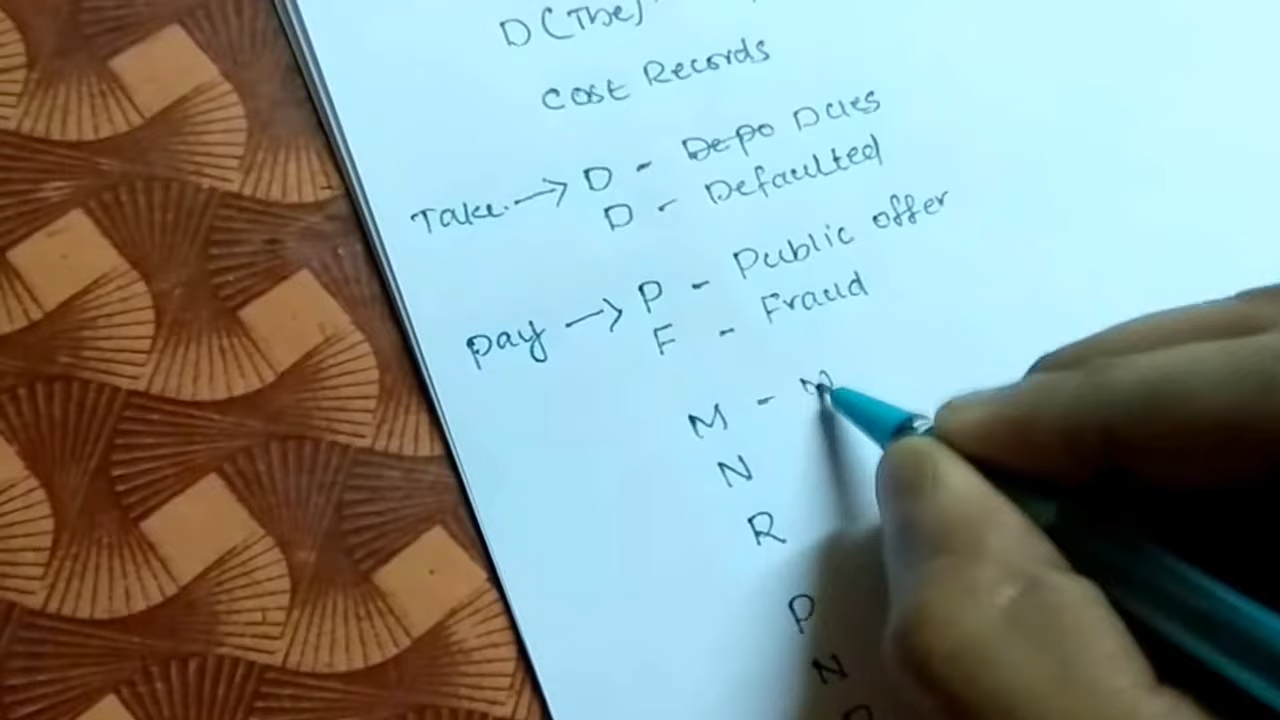 D (The)
Cost Records
Take → D - Depo Dues
D - Defaulted
Pay → P - Public offer
F - Fraud
M -
N
R
P
N